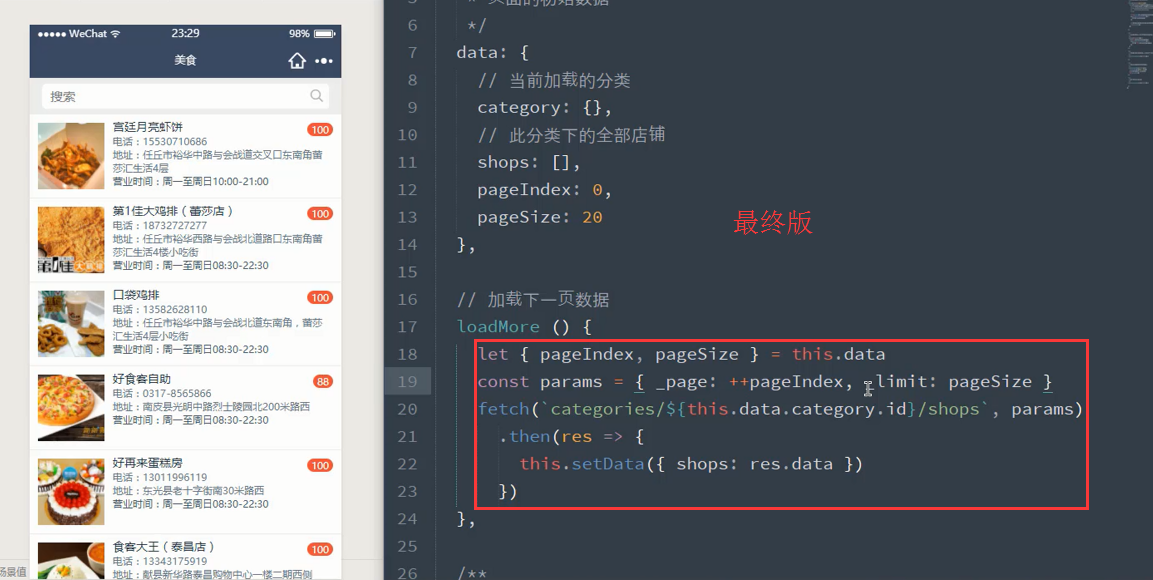 ●●●●● WeChat 23:29 98%
美食
搜索
宫廷月亮虾饼 100
电话：15530710686
地址：任丘市裕华中路与会战道交叉口东南角蕾
莎汇生活4层
营业时间：周一至周日10:00-21:00
第1佳大鸡排（蕾莎店） 100
电话：18732727277
地址：任丘市裕华西路与会战北道路口东南角蕾
莎汇生活4楼小吃街
营业时间：周一至周日08:30-22:30
口袋鸡排 100
电话：13582628110
地址：任丘市裕华中路与会战北道东南角，蕾莎
汇生活4层小吃街
营业时间：周一至周日08:30-22:30
好食客自助 88
电话：0317-8565866
地址：南皮县光明中路烈士陵园北200米路西
营业时间：周一至周日08:30-22:30
好再来蛋糕房 100
电话：13011996119
地址：东光县老十字街南30米路西
营业时间：周一至周日08:30-22:30
食客大王（泰昌店） 100
电话：13343175919
地址：献县新华路泰昌购物中心一楼二期西侧
场景值
5 * 页面的初始数据
6 */
7 data: {
8 // 当前加载的分类
9 category: {},
10 // 此分类下的全部店铺
11 shops: [],
12 pageIndex: 0,
13 pageSize: 20
最终版
14 },
15
16 // 加载下一页数据
17 loadMore () {
18 let { pageIndex, pageSize } = this.data
19 const params = { _page: ++pageIndex, _limit: pageSize }
20 fetch(`categories/${this.data.category.id}/shops`, params)
21 .then(res => {
22 this.setData({ shops: res.data })
23 })
24 },
25
26 /**